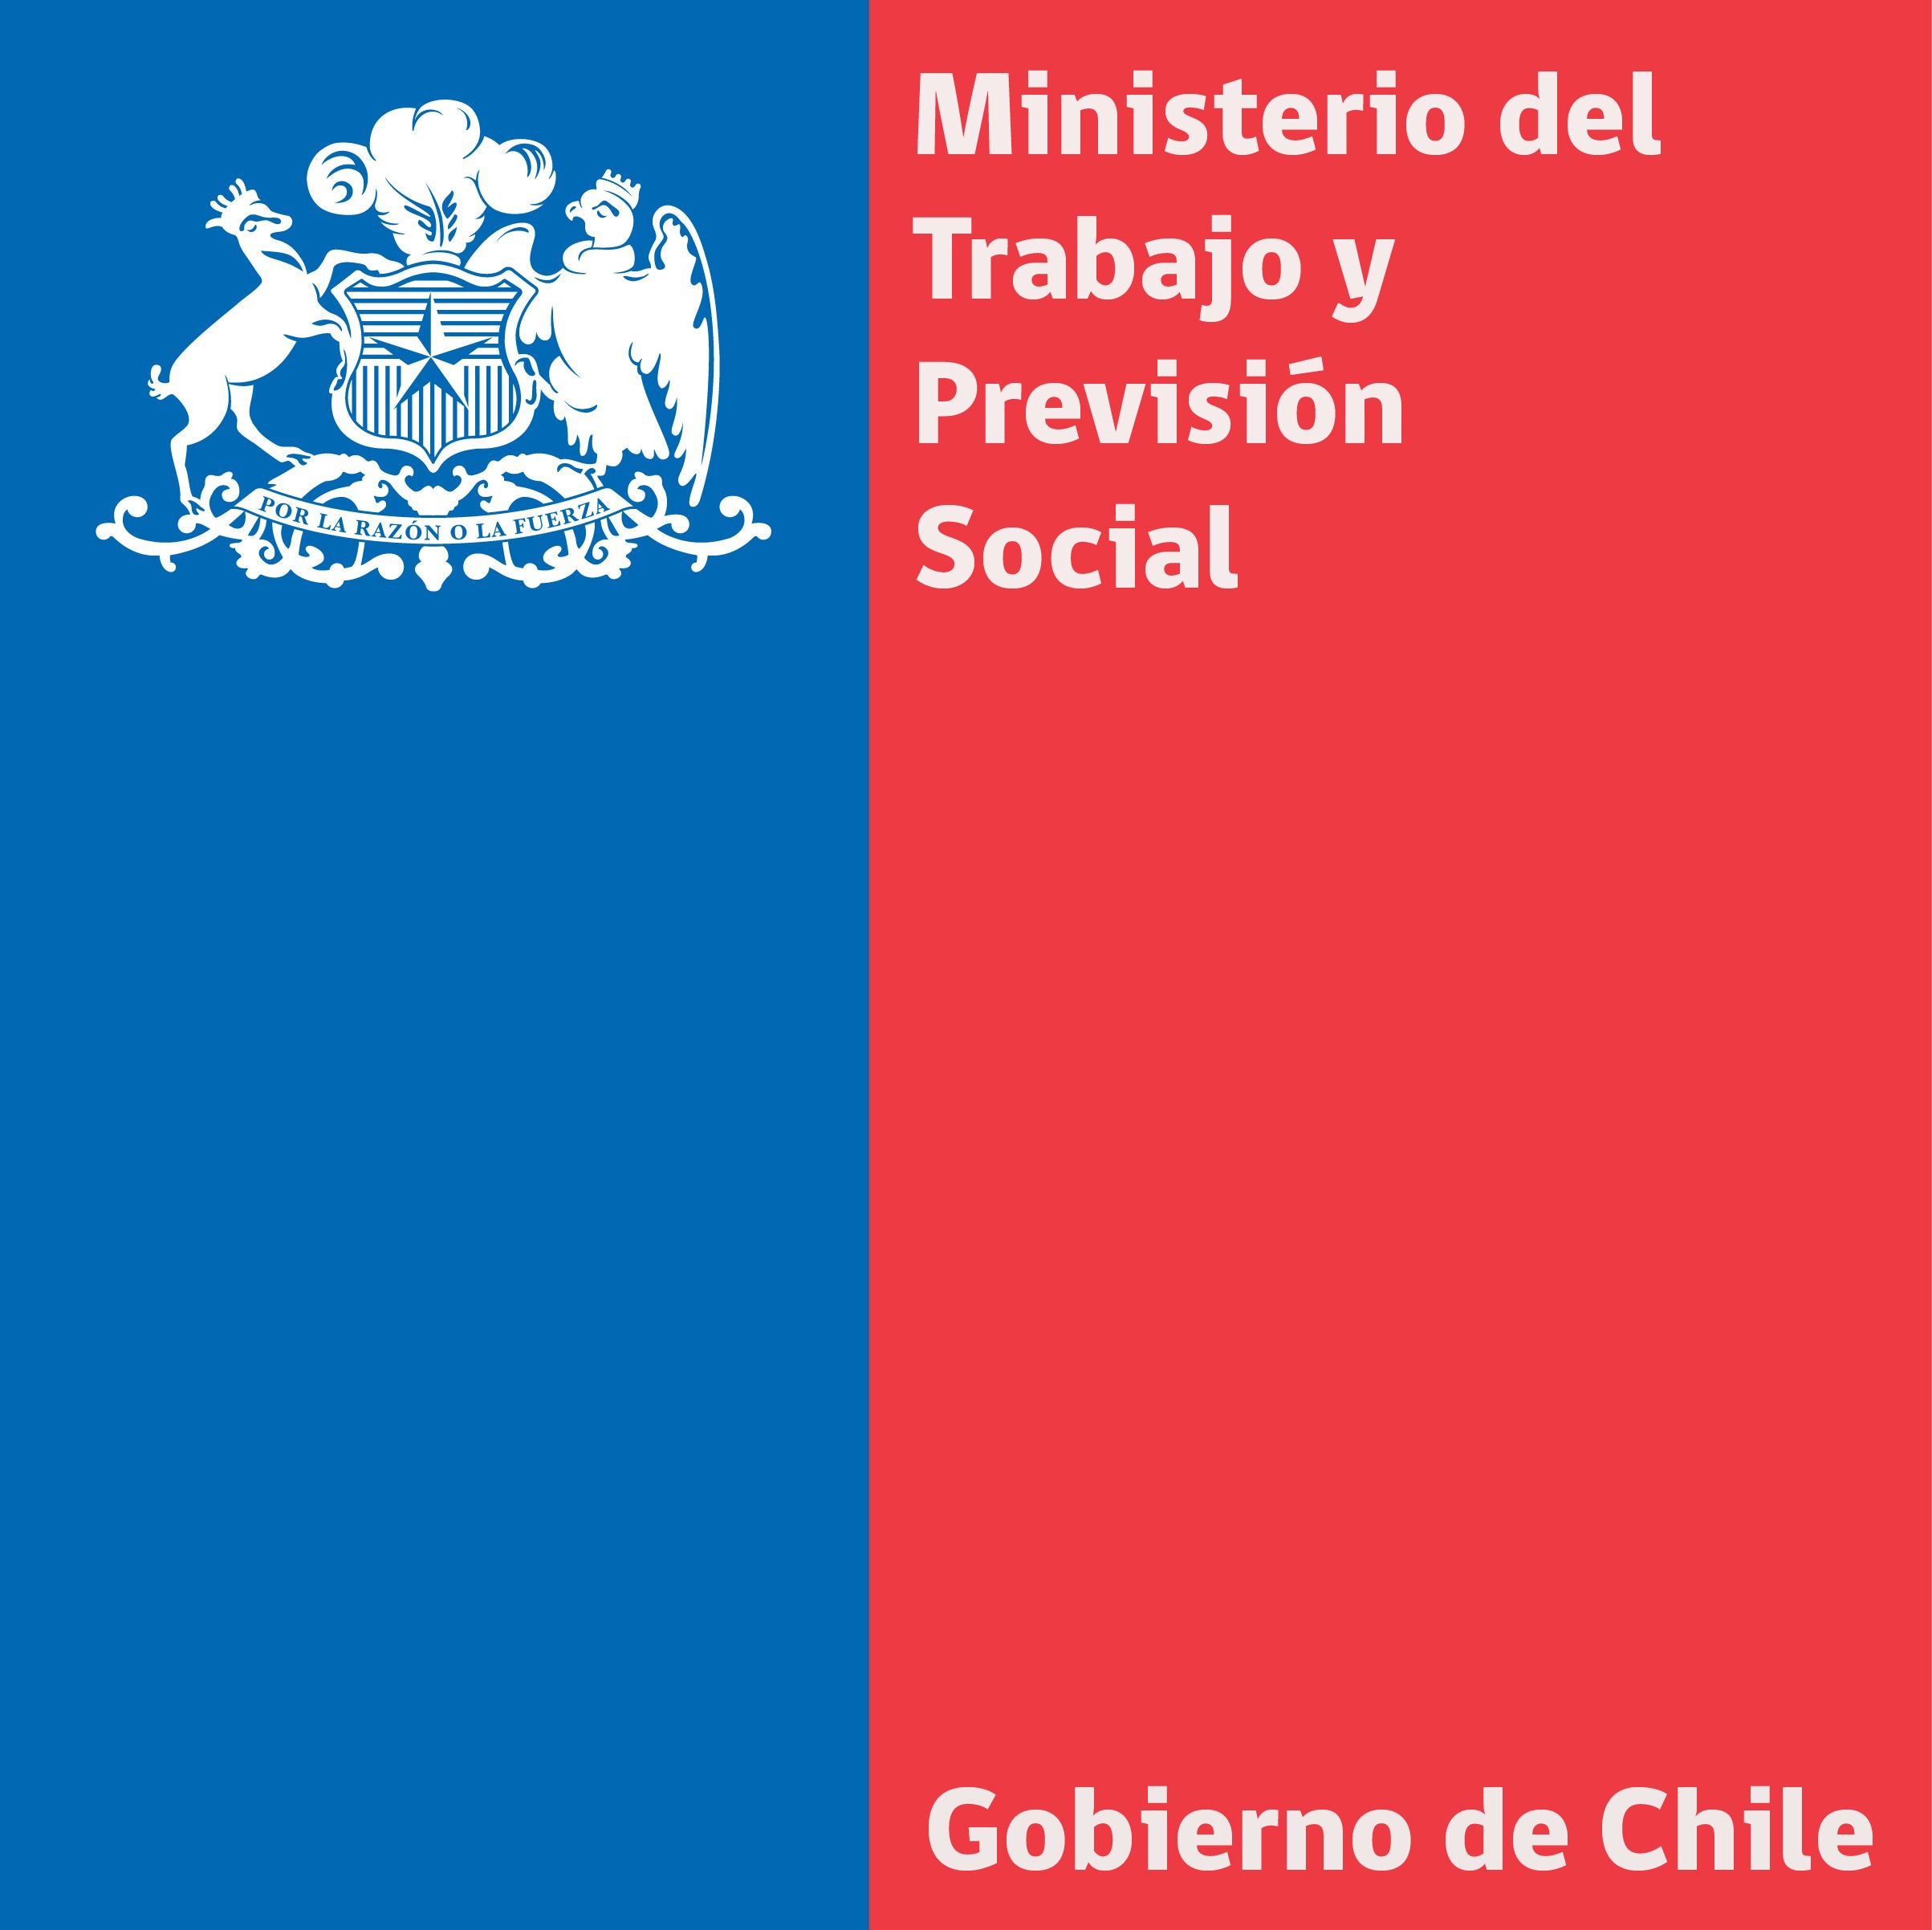 POR LA RAZÓN O LA FUERZA
Ministerio del
Trabajo y
Previsión
Social
Gobierno de Chile